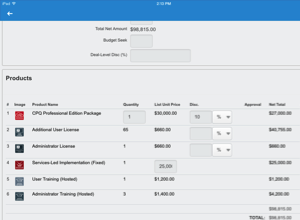 iPad
3:10 PM
Total Net Amount $98,815.00
Budget Seek
Deal-Level Disc (%)
Products
# Image Product Name Quantity List Unit Price Disc. Approval Net Total
1 CPQ Professional Edition Package 1 $30,000.00 10 % $27,000.00
2 Additional User License 65 $660.00 % $40,755.00
3 Administrator License 1 $660.00 % $660.00
4 Services-Led Implementation (Fixed) 1 25,000 $25,000.00
5 User Training (Hosted) 1 $1,200.00 $1,200.00
6 Administrator Training (Hosted) 3 $1,400.00 $4,200.00
$98,815.00
TOTAL: $98,815.00